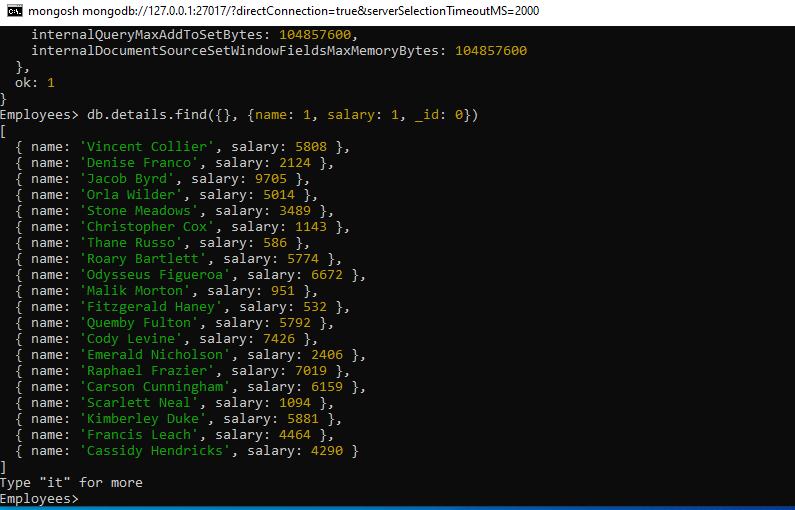 mongosh mongodb://127.0.0.1:27017/?directConnection=true&serverSelectionTimeoutMS=2000
    internalQueryMaxAddToSetBytes: 104857600,
    internalDocumentSourceSetWindowFieldsMaxMemoryBytes: 104857600
  },
  ok: 1
}
Employees> db.details.find({}, {name: 1, salary: 1, _id: 0})
[
  { name: 'Vincent Collier', salary: 5808 },
  { name: 'Denise Franco', salary: 2124 },
  { name: 'Jacob Byrd', salary: 9705 },
  { name: 'Orla Wilder', salary: 5014 },
  { name: 'Stone Meadows', salary: 3489 },
  { name: 'Christopher Cox', salary: 1143 },
  { name: 'Thane Russo', salary: 586 },
  { name: 'Roary Bartlett', salary: 5774 },
  { name: 'Odysseus Figueroa', salary: 6672 },
  { name: 'Malik Morton', salary: 951 },
  { name: 'Fitzgerald Haney', salary: 532 },
  { name: 'Quemby Fulton', salary: 5792 },
  { name: 'Cody Levine', salary: 7426 },
  { name: 'Emerald Nicholson', salary: 2406 },
  { name: 'Raphael Frazier', salary: 7019 },
  { name: 'Carson Cunningham', salary: 6159 },
  { name: 'Scarlett Neal', salary: 1094 },
  { name: 'Kimberley Duke', salary: 5881 },
  { name: 'Francis Leach', salary: 4464 },
  { name: 'Cassidy Hendricks', salary: 4290 }
]
Type "it" for more
Employees>